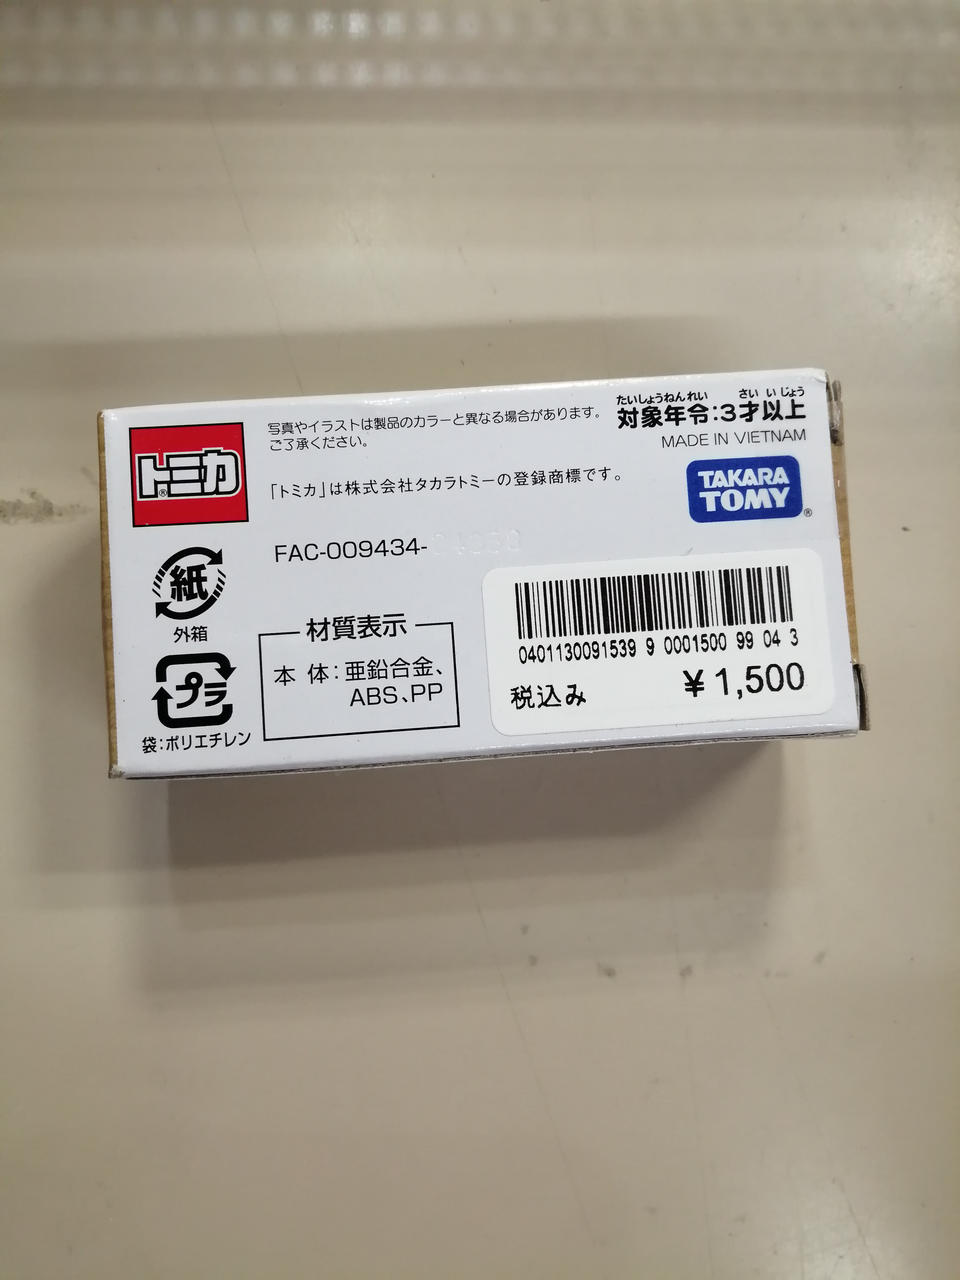 たいしょうねんれい さい いじょう
対象年令:3才以上
写真やイラストは製品のカラーと異なる場合があります。
ご了承ください。
MADE IN VIETNAM
トミカ®
「トミカ」は株式会社タカラトミーの登録商標です。
TAKARA
TOMY®
FAC-009434-
紙
外箱
プラ
袋:ポリエチレン
材質表示
本 体:亜鉛合金、
ABS、PP
0401130091539 9 0001500 99 04 3
税込み ¥1,500